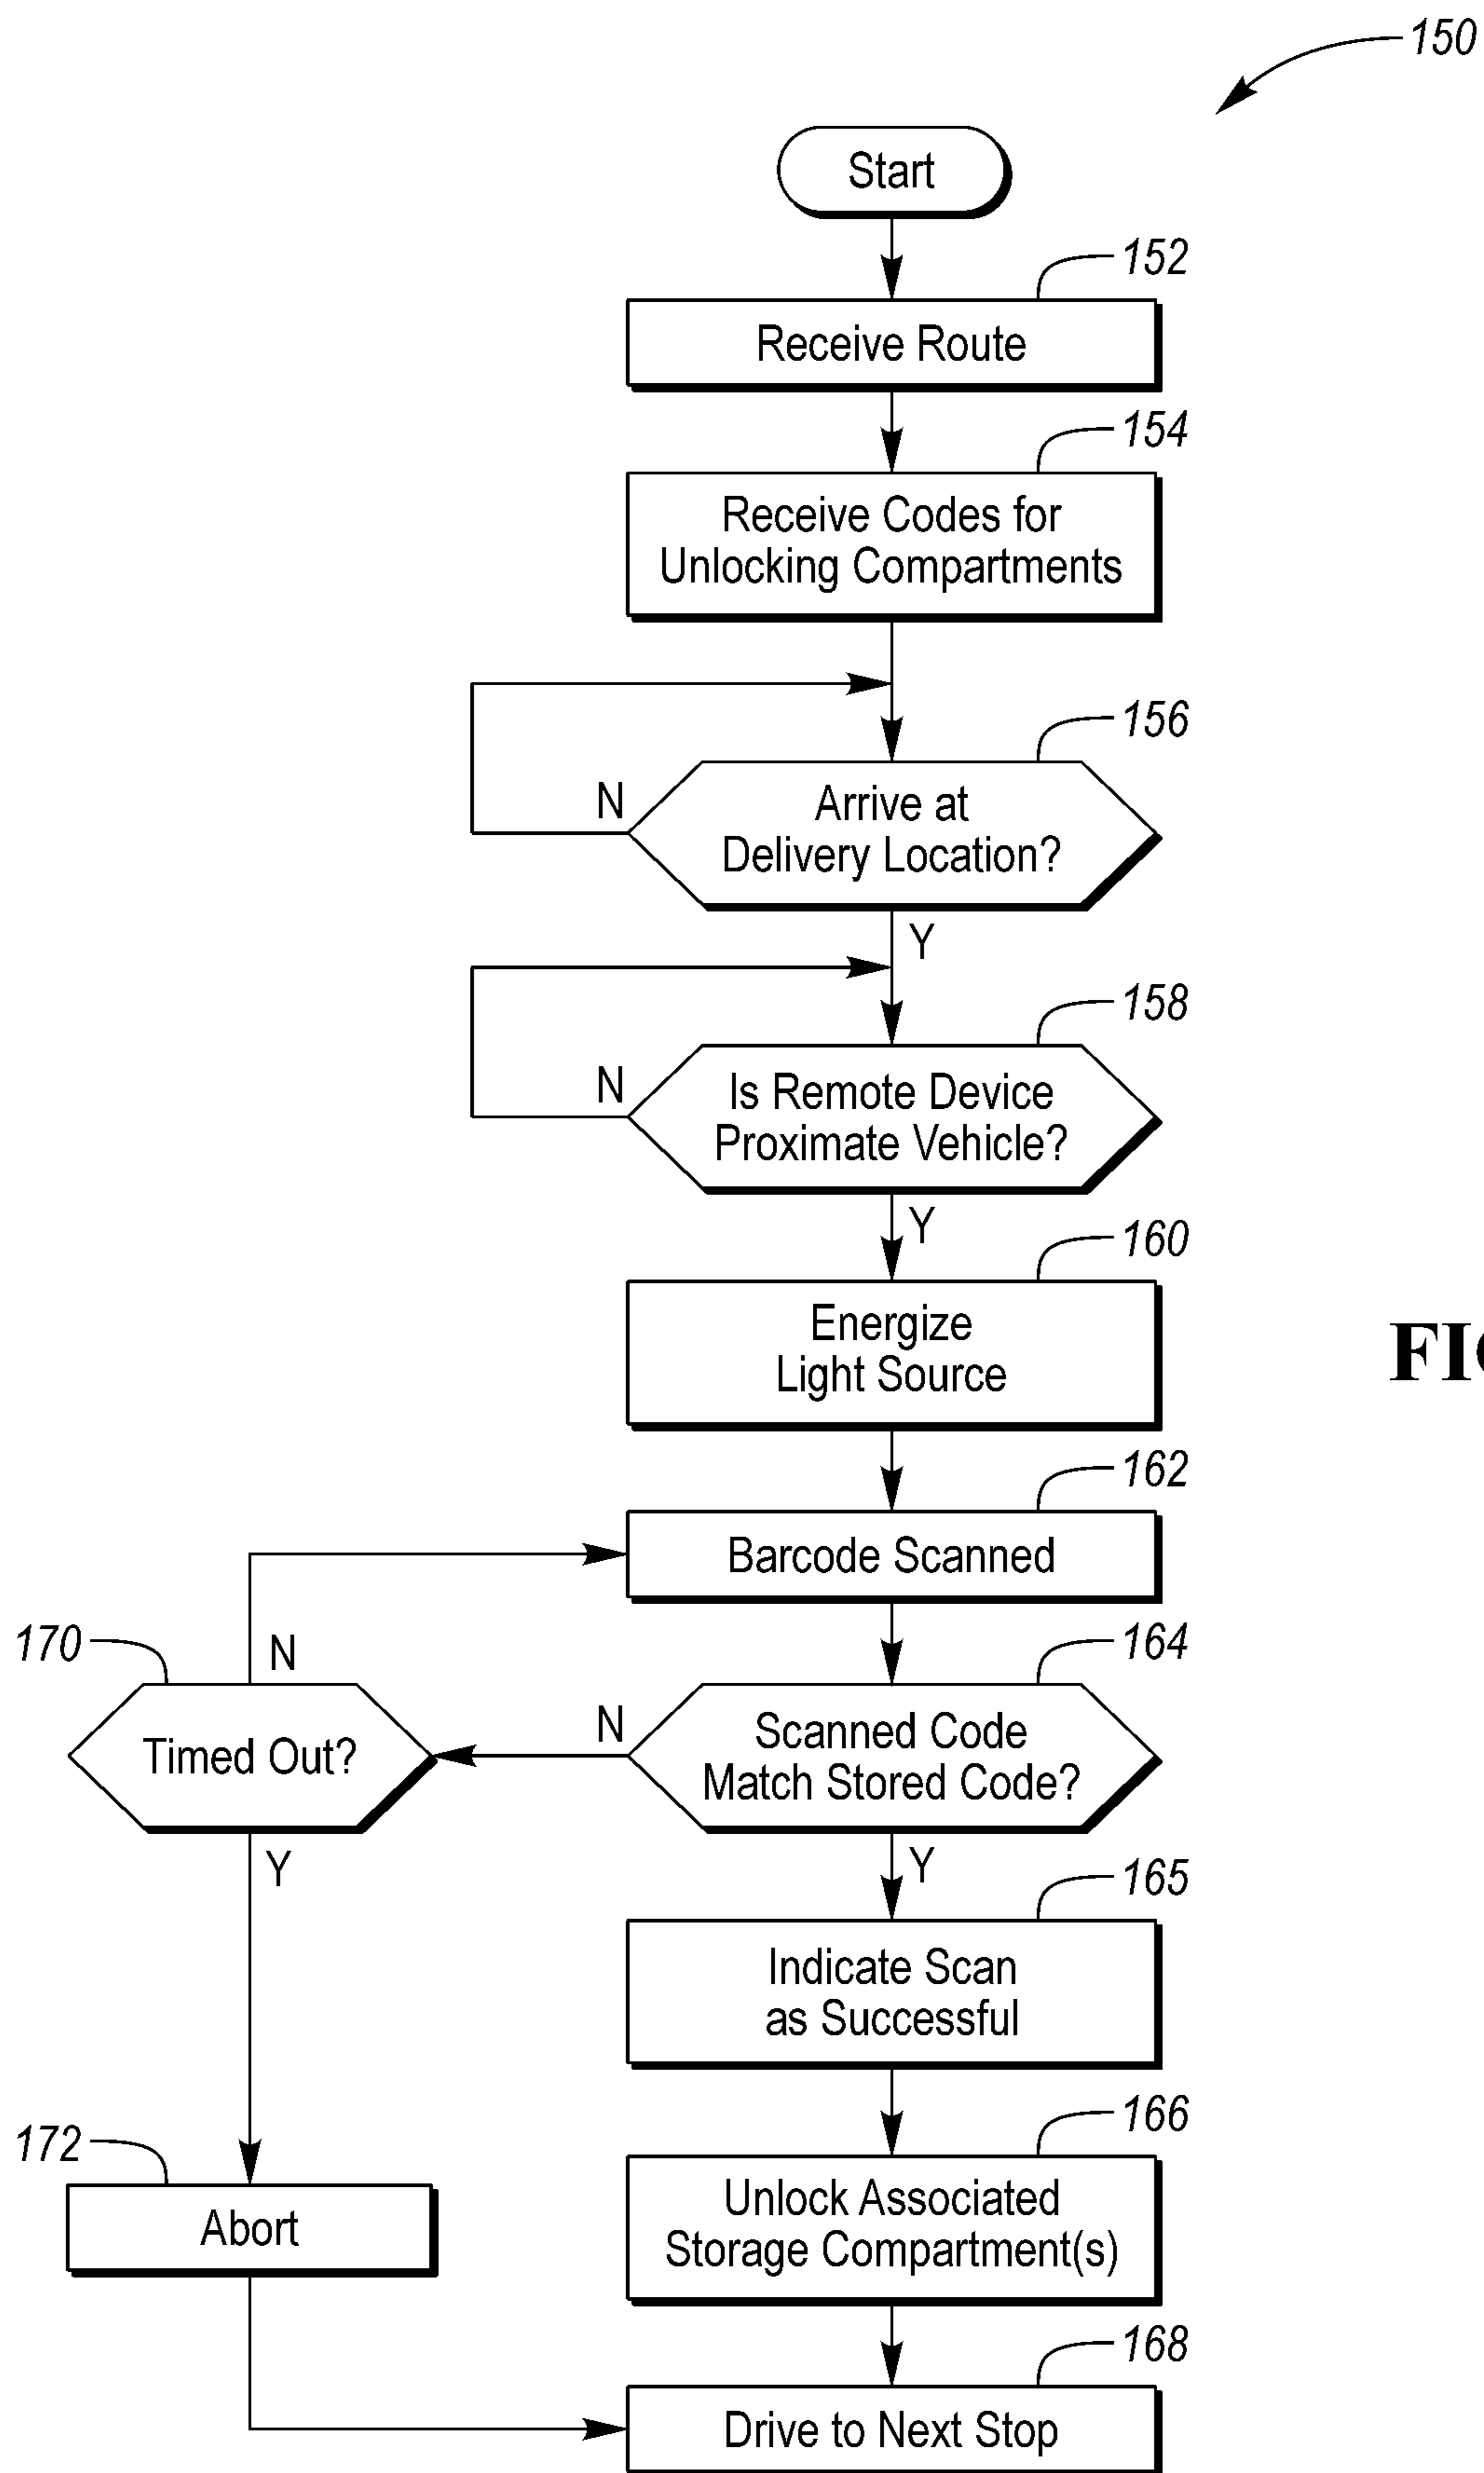 150
Start
152
Receive Route
154
Receive Codes for
Unlocking Compartments
156
N
Arrive at
Delivery Location?
Y
158
N
Is Remote Device
Proximate Vehicle?
Y
160
Energize
Light Source
162
Barcode Scanned
170
N
Timed Out?
Y
164
N
Scanned Code
Match Stored Code?
Y
165
Indicate Scan
as Successful
172
Abort
166
Unlock Associated
Storage Compartment(s)
168
Drive to Next Stop